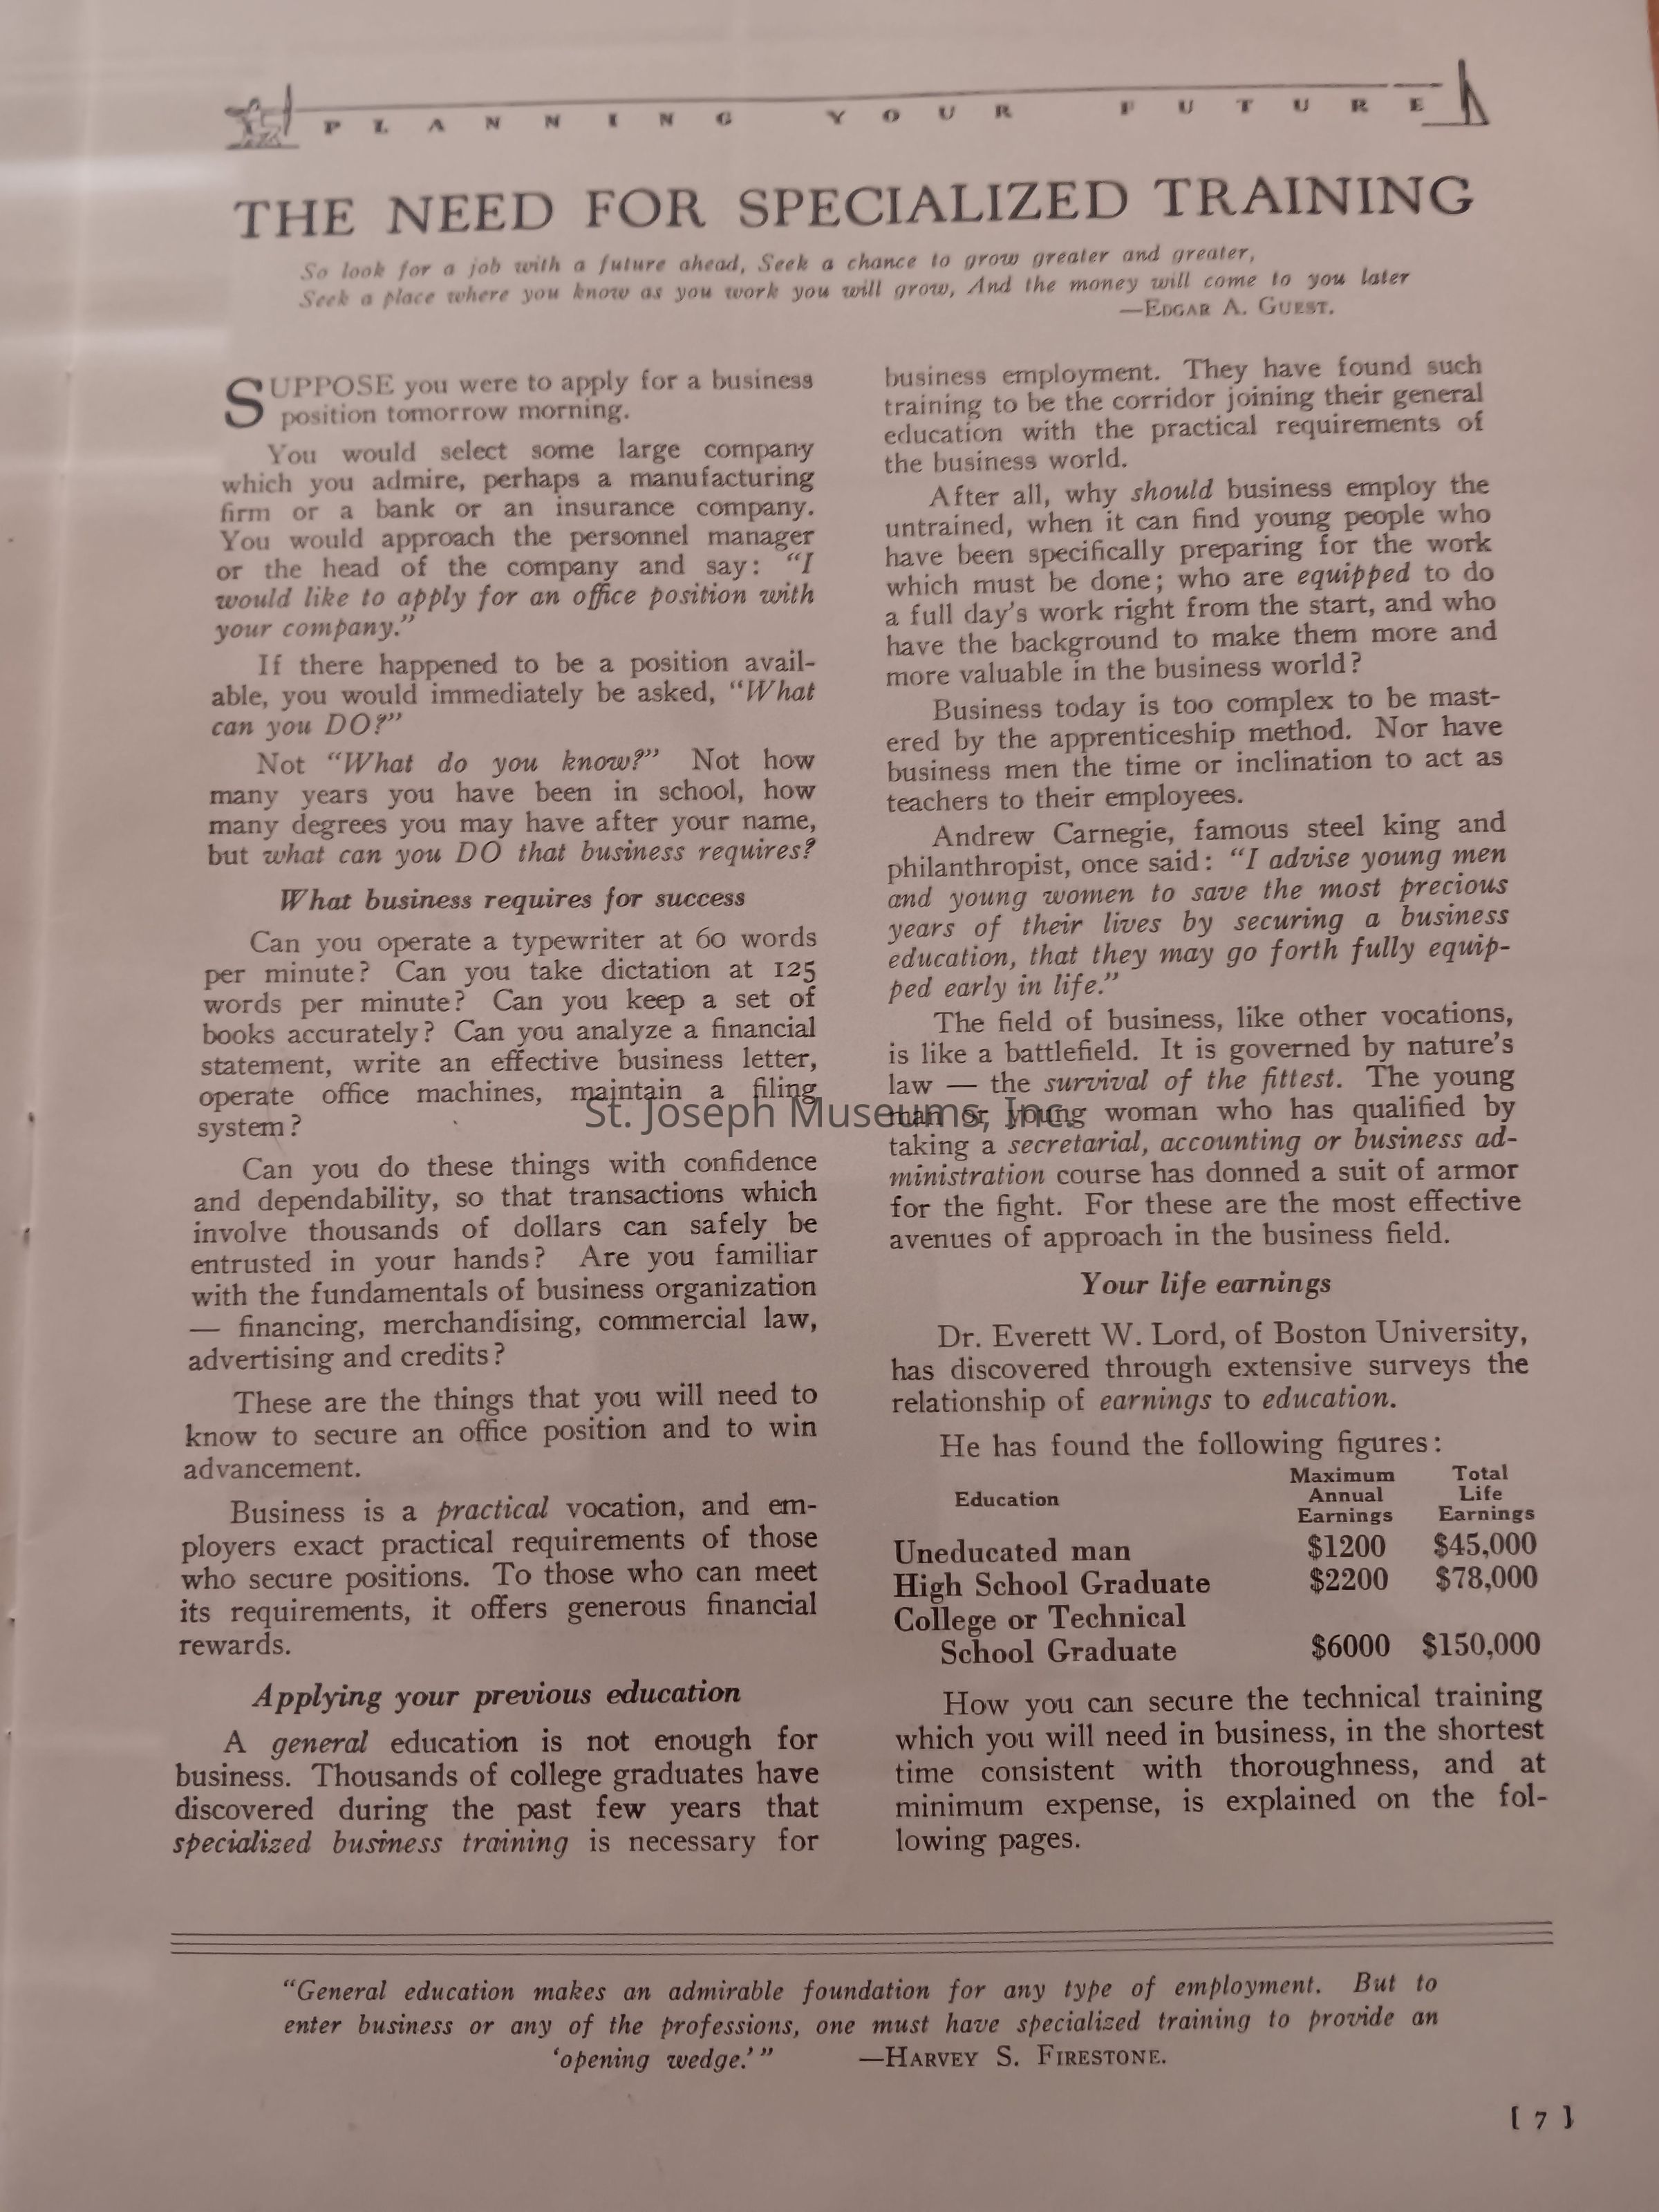 PLANNING YOUR FUTURE
THE NEED FOR SPECIALIZED TRAINING
So look for a job with a future ahead, Seek a chance to grow greater and greater,
Seek a place where you know as you work you will grow, And the money will come to you later
—EDGAR A. GUEST.
SUPPOSE you were to apply for a business
position tomorrow morning.
You would select some large company
which you admire, perhaps a manufacturing
firm or a bank or an insurance company.
You would approach the personnel manager
or the head of the company and say: “I
would like to apply for an office position with
your company.”
If there happened to be a position avail-
able, you would immediately be asked, “What
can you DO?”
Not “What do you know?” Not how
many years you have been in school, how
many degrees you may have after your name,
but what can you DO that business requires?
What business requires for success
Can you operate a typewriter at 60 words
per minute? Can you take dictation at 125
words per minute? Can you keep a set of
books accurately? Can you analyze a financial
statement, write an effective business letter,
operate office machines, maintain a filing
system?
Can you do these things with confidence
and dependability, so that transactions which
involve thousands of dollars can safely be
entrusted in your hands? Are you familiar
with the fundamentals of business organization
— financing, merchandising, commercial law,
advertising and credits?
These are the things that you will need to
know to secure an office position and to win
advancement.
Business is a practical vocation, and em-
ployers exact practical requirements of those
who secure positions. To those who can meet
its requirements, it offers generous financial
rewards.
Applying your previous education
A general education is not enough for
business. Thousands of college graduates have
discovered during the past few years that
specialized business training is necessary for
business employment. They have found such
training to be the corridor joining their general
education with the practical requirements of
the business world.
After all, why should business employ the
untrained, when it can find young people who
have been specifically preparing for the work
which must be done; who are equipped to do
a full day’s work right from the start, and who
have the background to make them more and
more valuable in the business world?
Business today is too complex to be mast-
ered by the apprenticeship method. Nor have
business men the time or inclination to act as
teachers to their employees.
Andrew Carnegie, famous steel king and
philanthropist, once said: “I advise young men
and young women to save the most precious
years of their lives by securing a business
education, that they may go forth fully equip-
ped early in life.”
The field of business, like other vocations,
is like a battlefield. It is governed by nature’s
law — the survival of the fittest. The young
man or young woman who has qualified by
taking a secretarial, accounting or business ad-
ministration course has donned a suit of armor
for the fight. For these are the most effective
avenues of approach in the business field.
Your life earnings
Dr. Everett W. Lord, of Boston University,
has discovered through extensive surveys the
relationship of earnings to education.
He has found the following figures:
Education Maximum Annual Earnings Total Life Earnings
Uneducated man $1200 $45,000
High School Graduate $2200 $78,000
College or Technical
School Graduate $6000 $150,000
How you can secure the technical training
which you will need in business, in the shortest
time consistent with thoroughness, and at
minimum expense, is explained on the fol-
lowing pages.
“General education makes an admirable foundation for any type of employment. But to
enter business or any of the professions, one must have specialized training to provide an
‘opening wedge.’” —HARVEY S. FIRESTONE.
[ 7 ]
St. Joseph Museums, Inc.